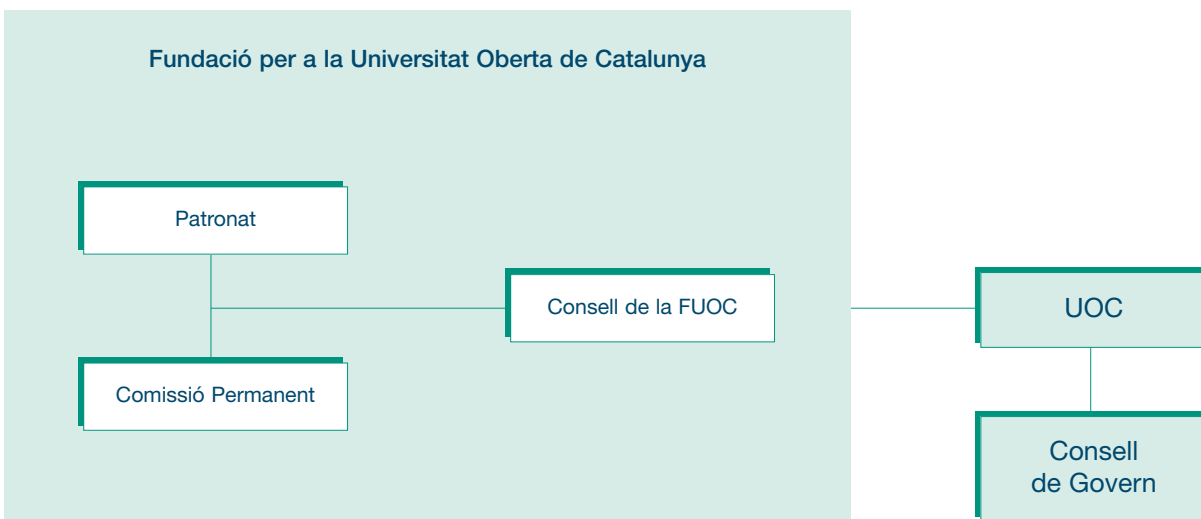 Fundació per a la Universitat Oberta de Catalunya
Patronat
Consell de la FUOC
UOC
Comissió Permanent
Consell
de Govern